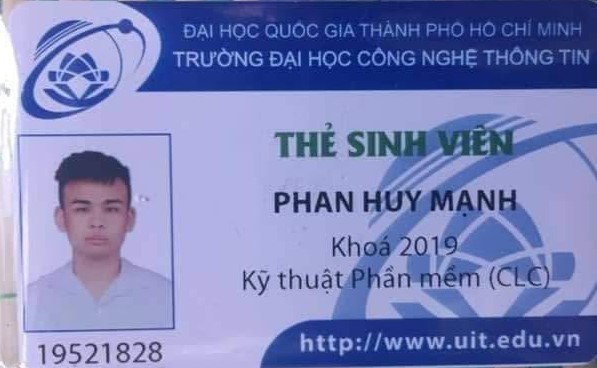 ĐẠI HỌC QUỐC GIA THÀNH PHỐ HỒ CHÍ MINH
TRƯỜNG ĐẠI HỌC CÔNG NGHỆ THÔNG TIN
THẺ SINH VIÊN
PHAN HUY MẠNH
Khoá 2019
Kỹ thuật Phần mềm (CLC)
19521828
http://www.uit.edu.vn